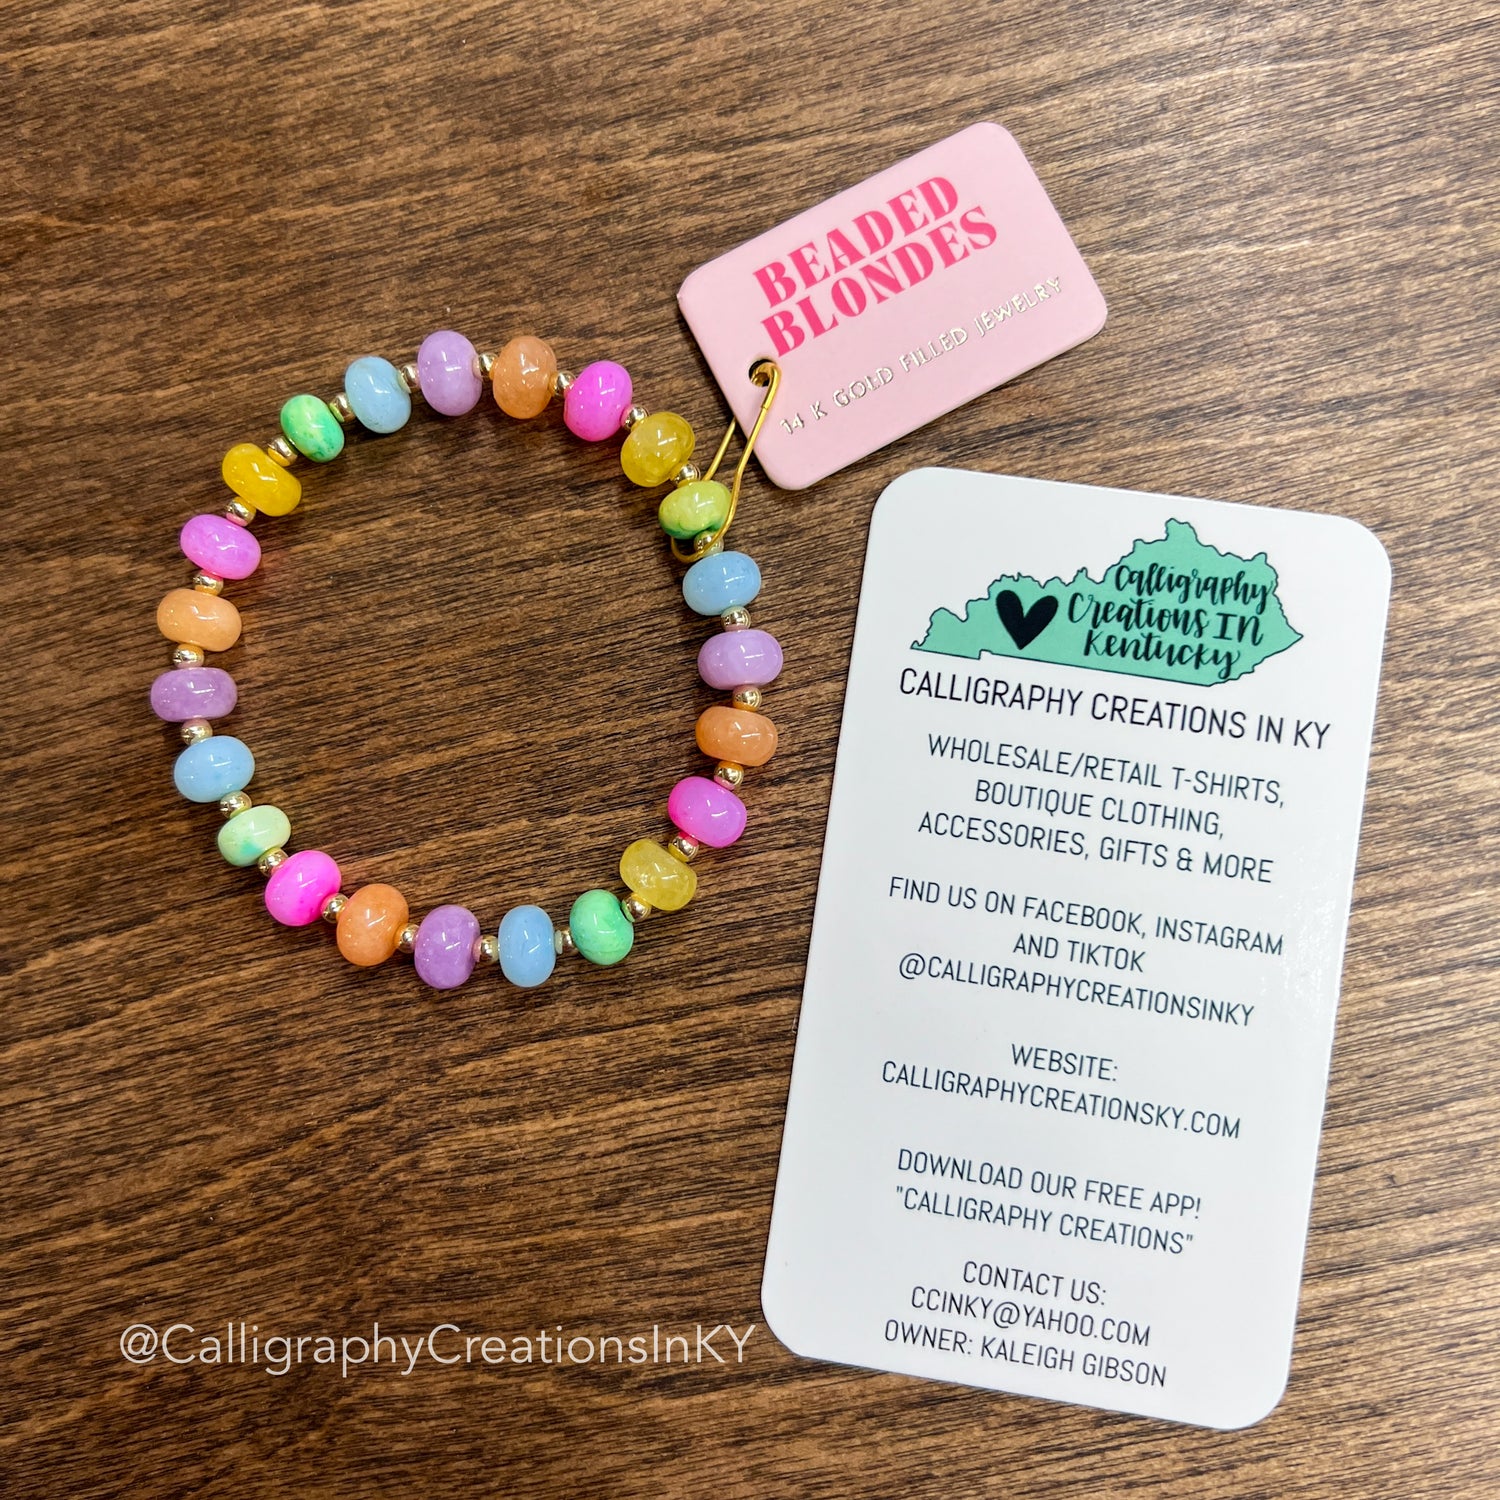 BEADED
BLONDES
14 K GOLD FILLED JEWELRY
Calligraphy
Creations IN
Kentucky
CALLIGRAPHY CREATIONS IN KY
WHOLESALE/RETAIL T-SHIRTS,
BOUTIQUE CLOTHING,
ACCESSORIES, GIFTS & MORE
FIND US ON FACEBOOK, INSTAGRAM
AND TIKTOK
@CALLIGRAPHYCREATIONSINKY
WEBSITE:
CALLIGRAPHYCREATIONSKY.COM
DOWNLOAD OUR FREE APP!
"CALLIGRAPHY CREATIONS"
CONTACT US:
CCINKY@YAHOO.COM
OWNER: KALEIGH GIBSON
@CalligraphyCreationsInKY